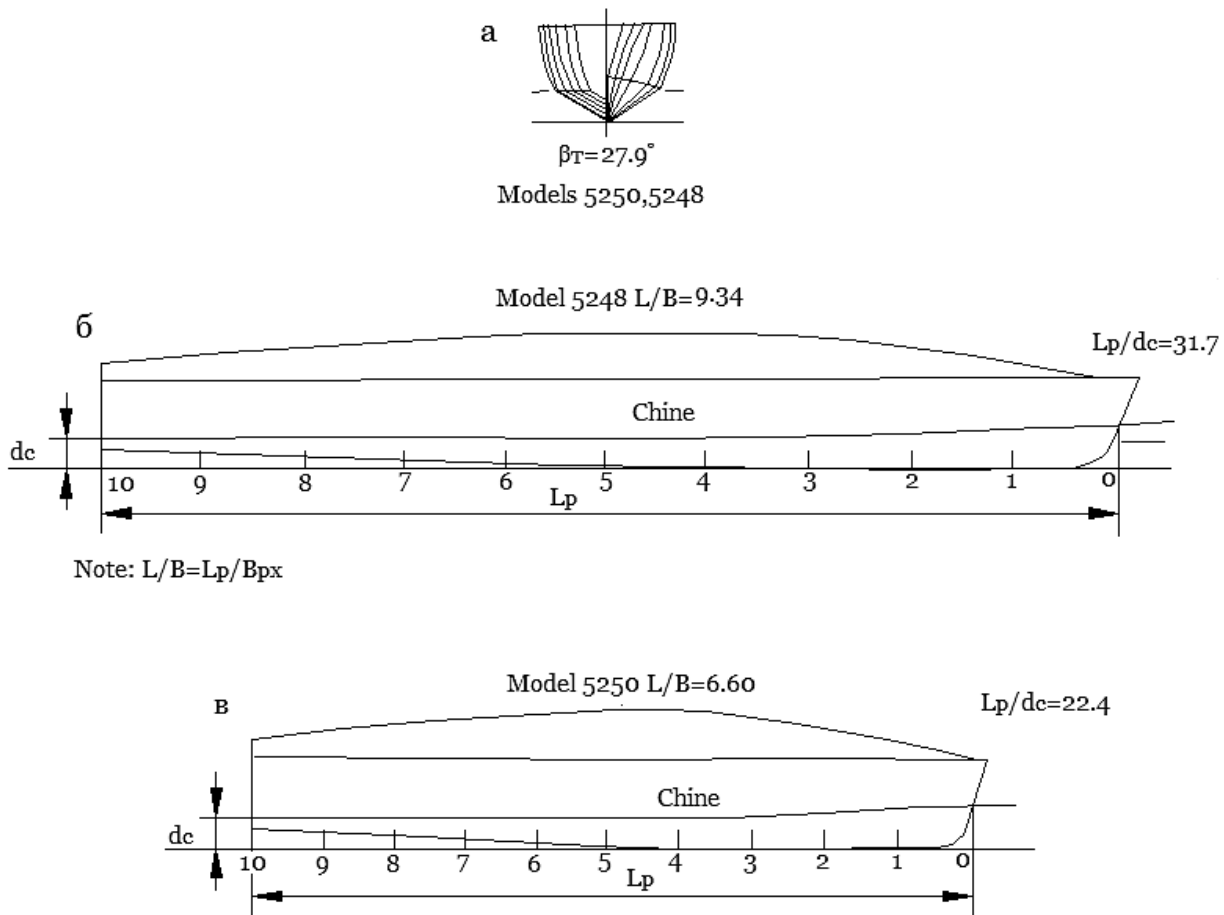 а
βT=27.9°
Models 5250,5248
Model 5248 L/B=9.34
б
Lp/dc=31.7
Chine
dc
10 9 8 7 6 5 4 3 2 1 0
Lp
Note: L/B=Lp/Bpx
Model 5250 L/B=6.60
в
Lp/dc=22.4
Chine
dc
10 9 8 7 6 5 4 3 2 1 0
Lp